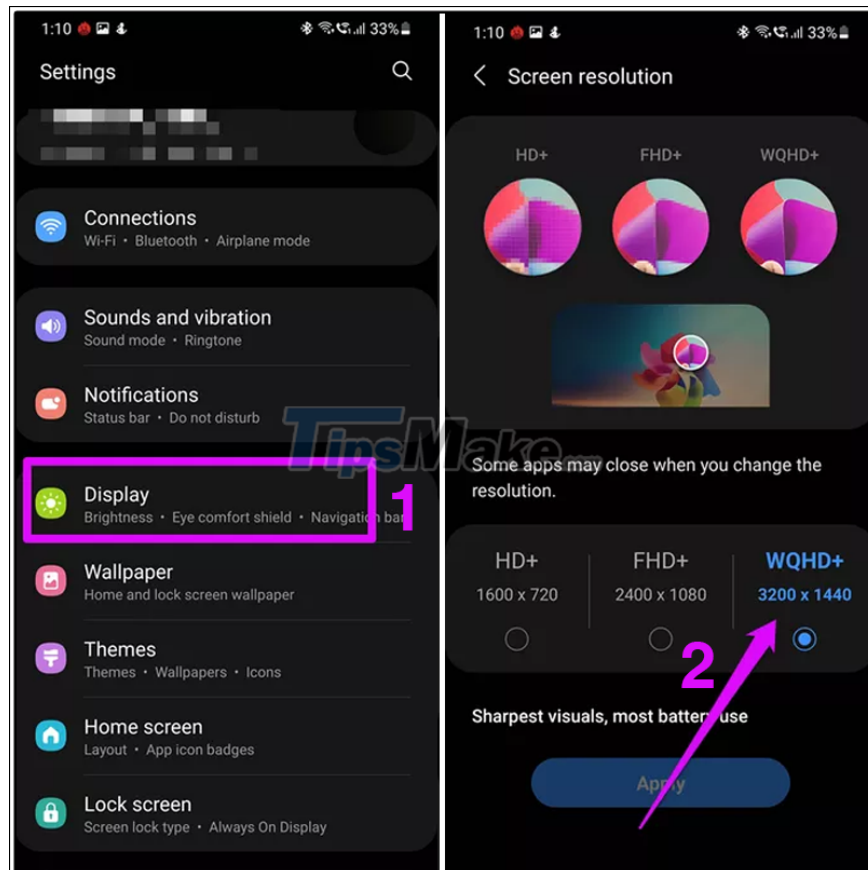 1:10 33%
Settings
Connections
Wi-Fi • Bluetooth • Airplane mode
Sounds and vibration
Sound mode • Ringtone
Notifications
Status bar • Do not disturb
Display
Brightness • Eye comfort shield • Navigation bar
1
Wallpaper
Home and lock screen wallpaper
Themes
Themes • Wallpapers • Icons
Home screen
Layout • App icon badges
Lock screen
Screen lock type • Always On Display
1:10 33%
Screen resolution
HD+ FHD+ WQHD+
Some apps may close when you change the
resolution.
HD+ FHD+ WQHD+
1600 x 720 2400 x 1080 3200 x 1440
2
Sharpest visuals, most battery use
Apply
TipsMake.com